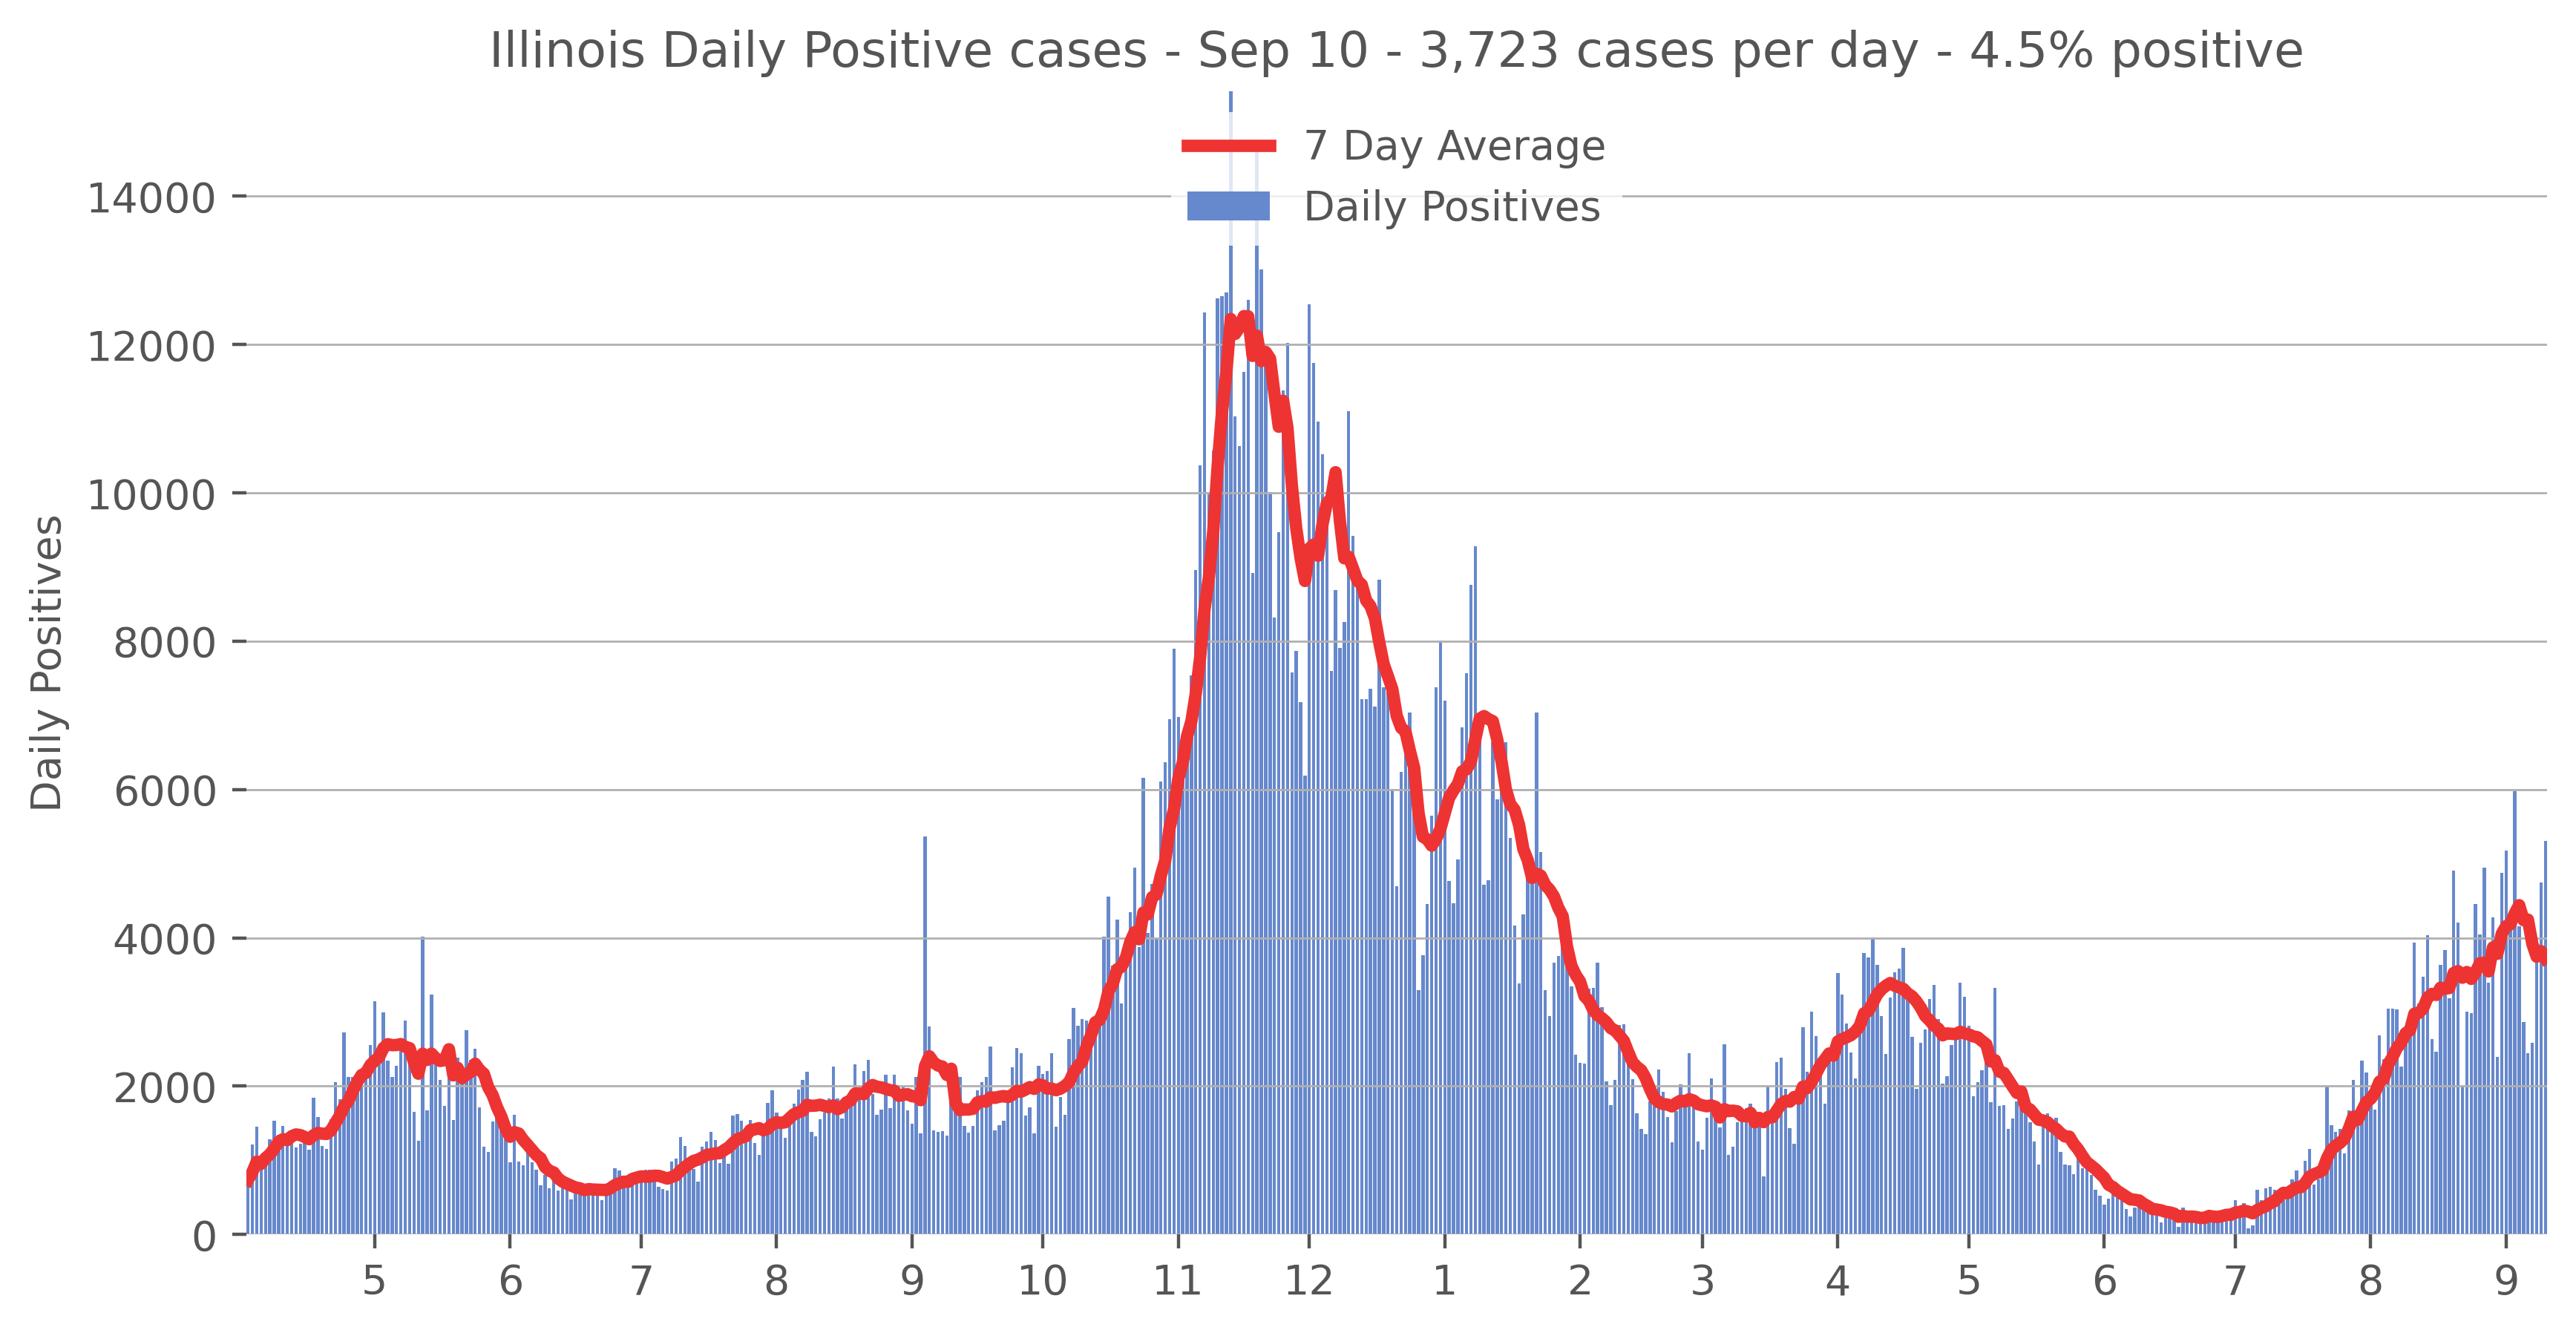 Illinois Daily Positive cases - Sep 10 - 3,723 cases per day - 4.5% positive
7 Day Average
Daily Positives
14000
12000
10000
8000
6000
4000
2000
0
Daily Positives
5 6 7 8 9 10 11 12 1 2 3 4 5 6 7 8 9